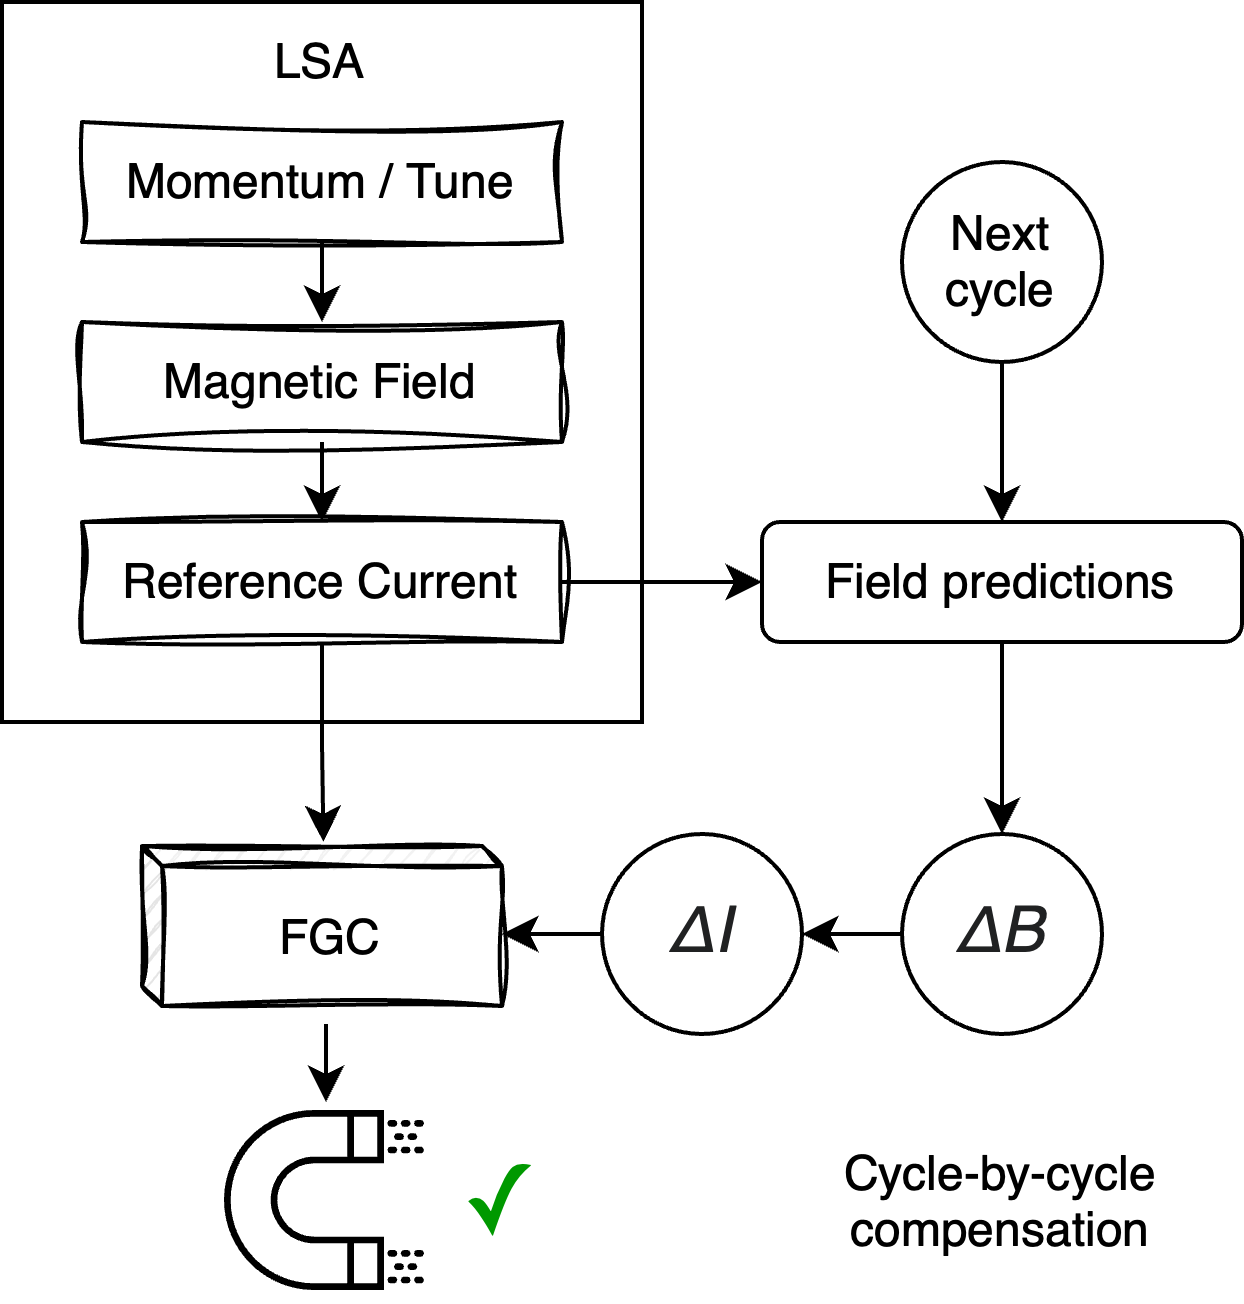 LSA
Momentum / Tune
Magnetic Field
Reference Current
Next
cycle
Field predictions
FGC
ΔI
ΔB
Cycle-by-cycle
compensation